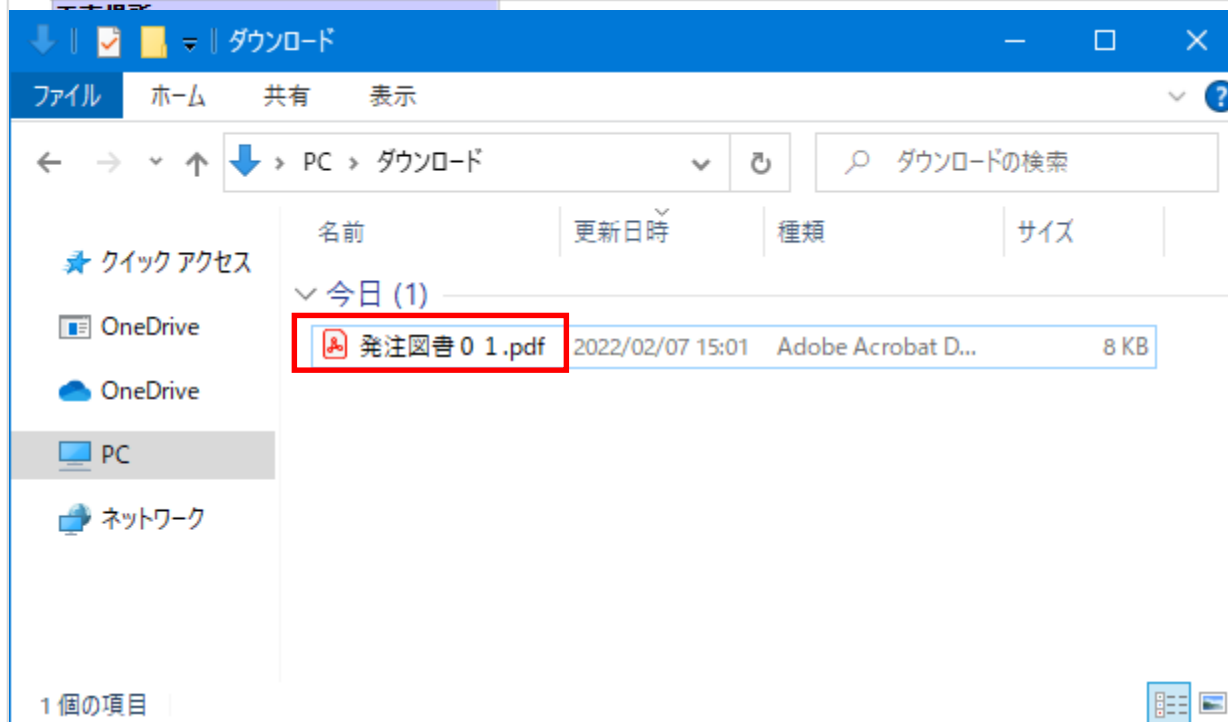 工事場所
ダウンロード
ファイル ホーム 共有 表示
PC › ダウンロード ダウンロードの検索
名前 更新日時 種類 サイズ
クイック アクセス
今日 (1)
OneDrive
発注図書０１.pdf 2022/02/07 15:01 Adobe Acrobat D... 8 KB
OneDrive
PC
ネットワーク
1 個の項目